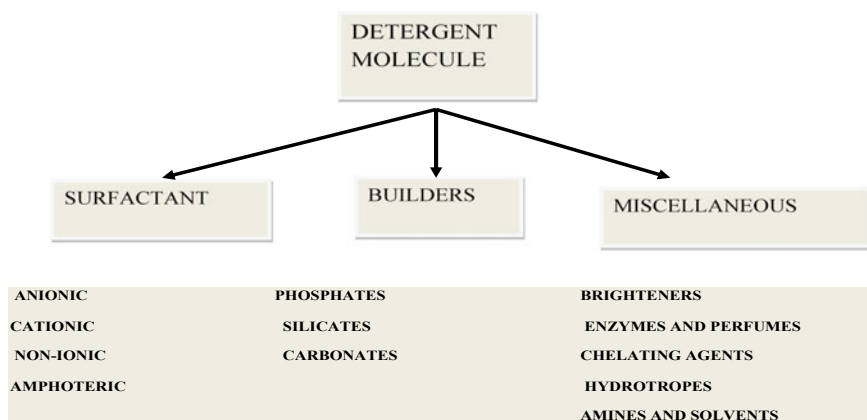 DETERGENT
MOLECULE
SURFACTANT
BUILDERS
MISCELLANEOUS
ANIONIC PHOSPHATES BRIGHTENERS
CATIONIC SILICATES ENZYMES AND PERFUMES
NON-IONIC CARBONATES CHELATING AGENTS
AMPHOTERIC HYDROTROPES
AMINES AND SOLVENTS